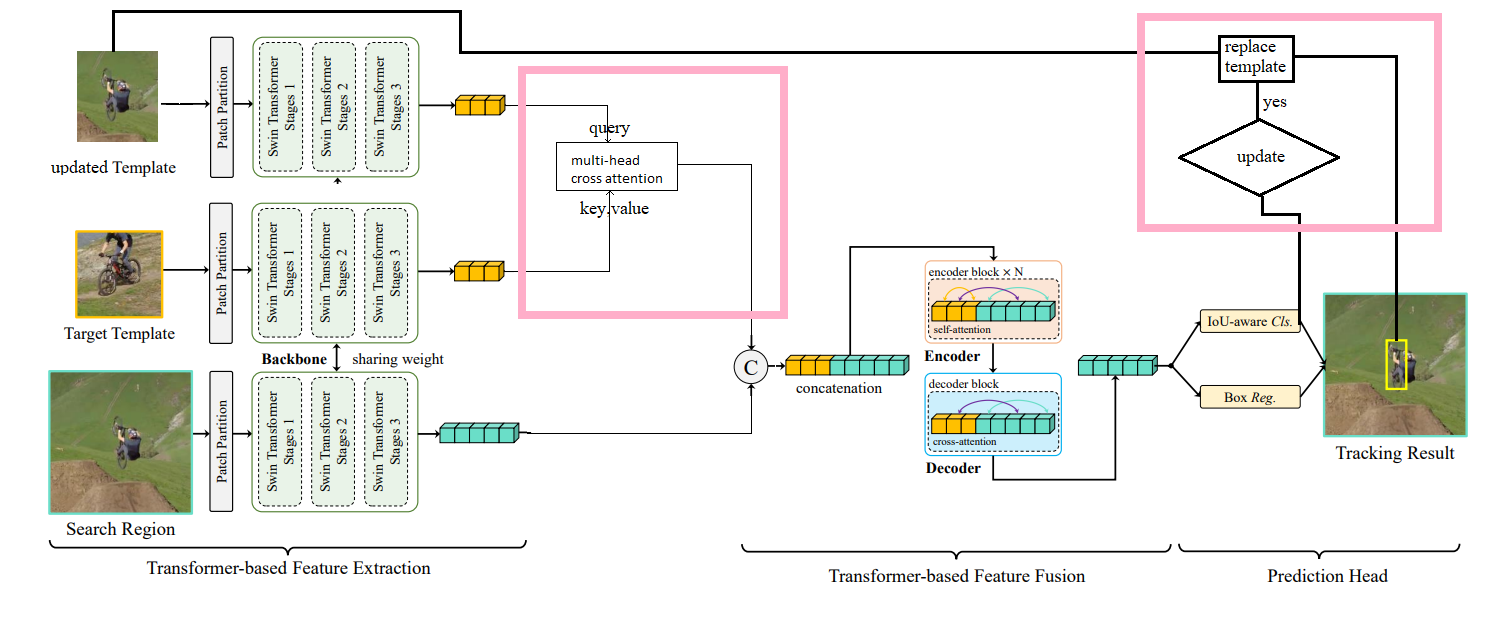 replace
template
yes
update
updated Template
Patch Partition
Swin Transformer
Stages 1
Swin Transformer
Stages 2
Swin Transformer
Stages 3
query
multi-head
cross attention
key,value
Target Template
Patch Partition
Swin Transformer
Stages 1
Swin Transformer
Stages 2
Swin Transformer
Stages 3
Backbone
sharing weight
Search Region
Patch Partition
Swin Transformer
Stages 1
Swin Transformer
Stages 2
Swin Transformer
Stages 3
C
concatenation
encoder block × N
self-attention
Encoder
decoder block
cross-attention
Decoder
IoU-aware Cls.
Box Reg.
Tracking Result
Transformer-based Feature Extraction
Transformer-based Feature Fusion
Prediction Head